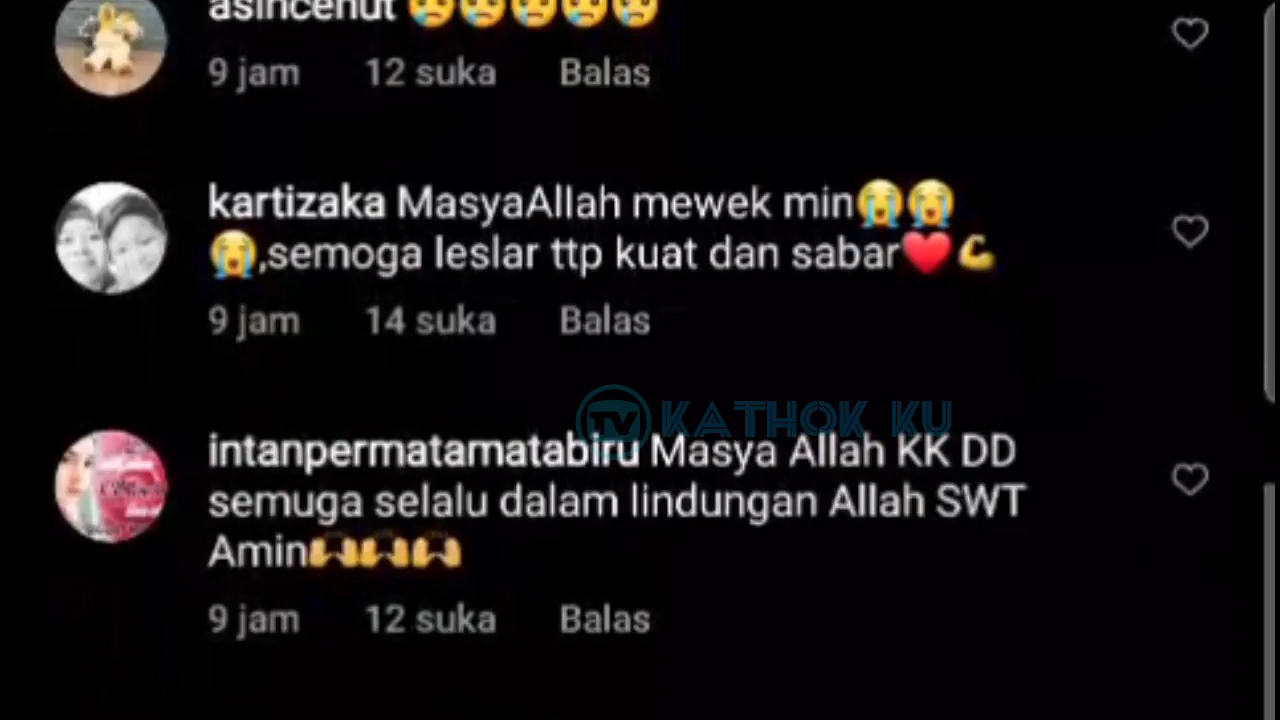 asihcenut 😢😢😢😢😢
9 jam 12 suka Balas
kartizaka MasyaAllah mewek min😭😭
😭,semoga leslar ttp kuat dan sabar❤️💪
9 jam 14 suka Balas
TV KATHOK KU
intanpermatamatabiru Masya Allah KK DD
semuga selalu dalam lindungan Allah SWT
Amin🙌🙌🙌
9 jam 12 suka Balas